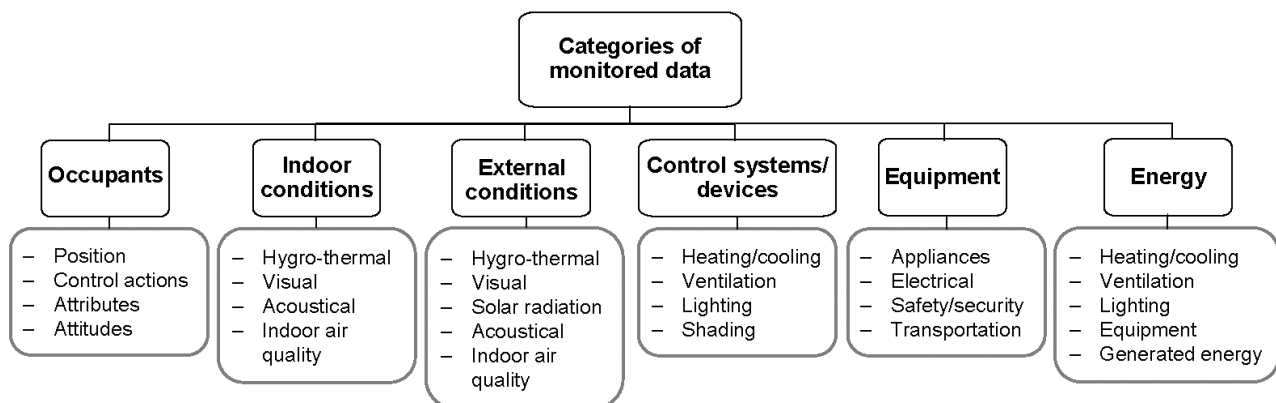 Categories of
monitored data
Occupants
Indoor
conditions
External
conditions
Control systems/
devices
Equipment
Energy
– Position
– Control actions
– Attributes
– Attitudes
– Hygro-thermal
– Visual
– Acoustical
– Indoor air
quality
– Hygro-thermal
– Visual
– Solar radiation
– Acoustical
– Indoor air
quality
– Heating/cooling
– Ventilation
– Lighting
– Shading
– Appliances
– Electrical
– Safety/security
– Transportation
– Heating/cooling
– Ventilation
– Lighting
– Equipment
– Generated energy